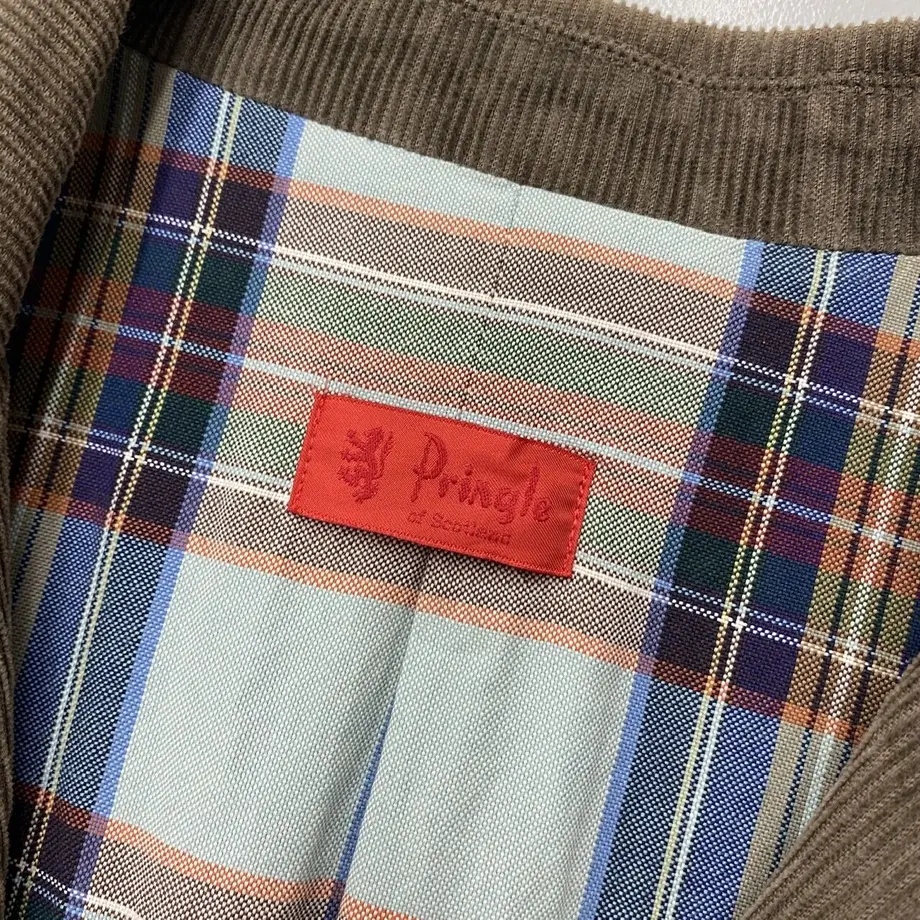 Pringle
of Scotland